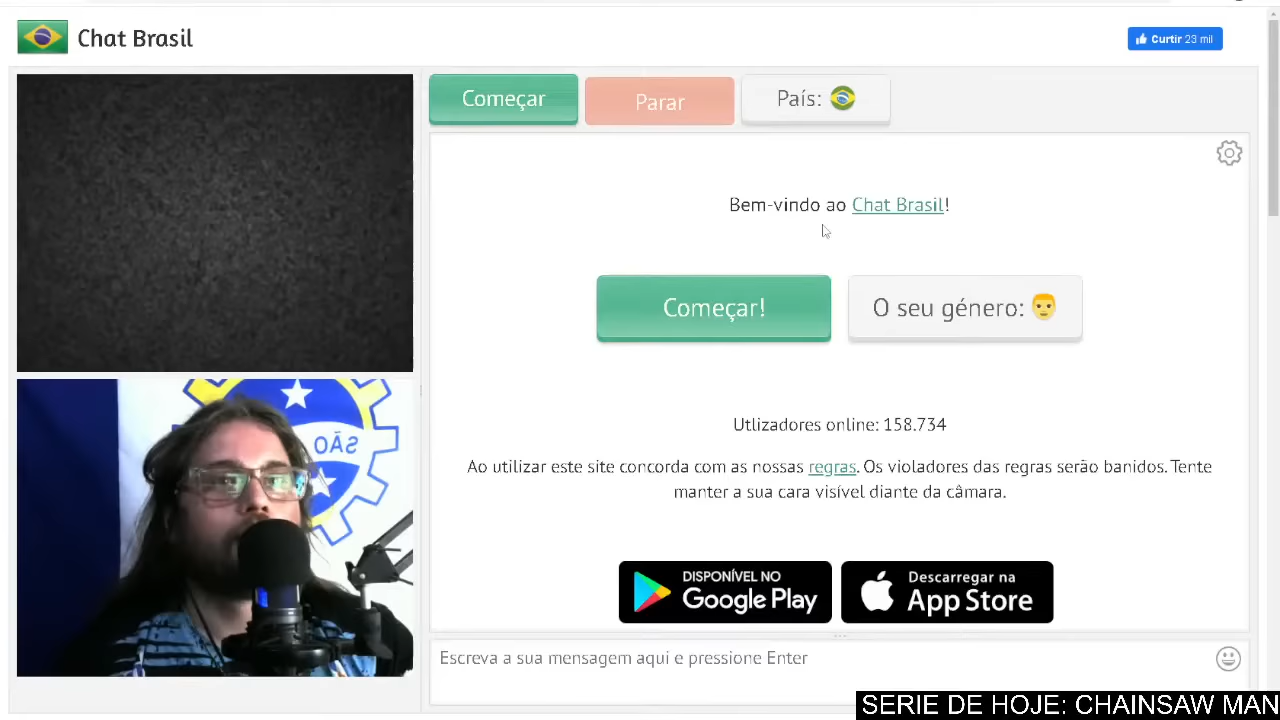 Chat Brasil
Curtir 23 mil
Começar
Parar
País:
Bem-vindo ao Chat Brasil!
Começar!
O seu género:
Utlizadores online: 158.734
Ao utilizar este site concorda com as nossas regras. Os violadores das regras serão banidos. Tente
manter a sua cara visível diante da câmara.
DISPONÍVEL NO
Google Play
Descarregar na
App Store
SÃO
Escreva a sua mensagem aqui e pressione Enter
SERIE DE HOJE: CHAINSAW MAN